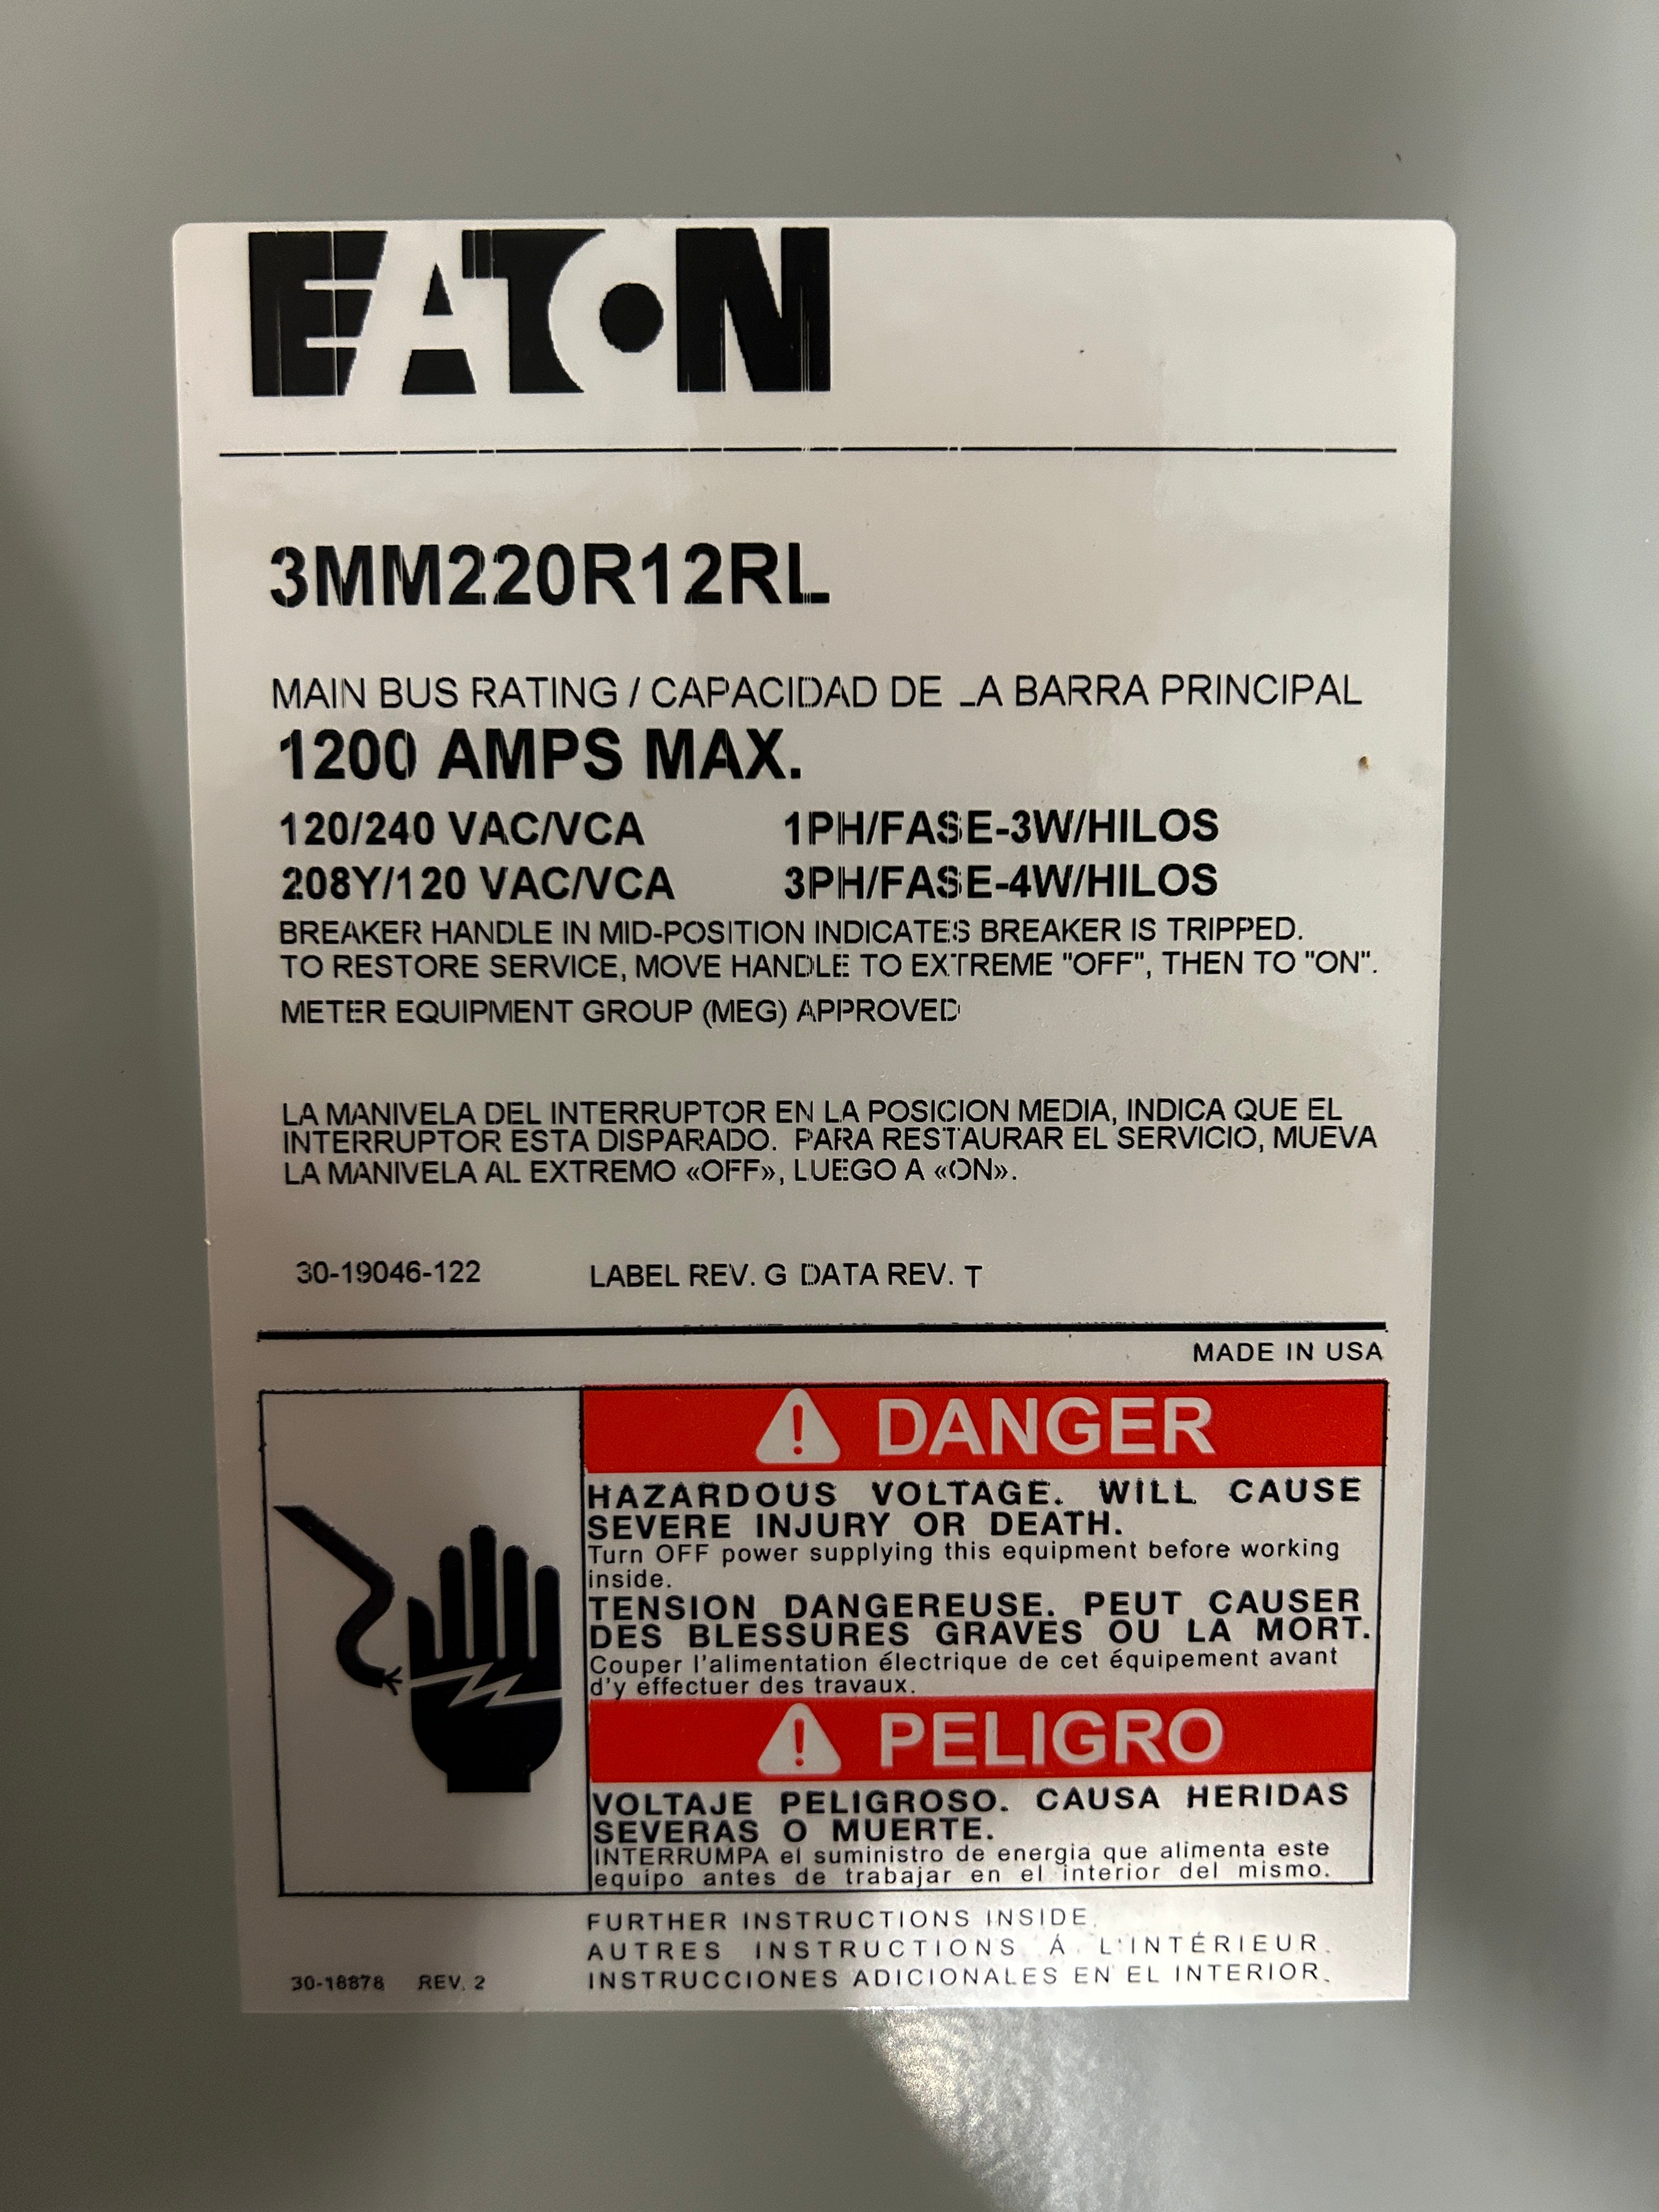 EATON
3MM220R12RL
MAIN BUS RATING / CAPACIDAD DE LA BARRA PRINCIPAL
1200 AMPS MAX.
120/240 VAC/VCA 1PH/FASE-3W/HILOS
208Y/120 VAC/VCA 3PH/FASE-4W/HILOS
BREAKER HANDLE IN MID-POSITION INDICATES BREAKER IS TRIPPED.
TO RESTORE SERVICE, MOVE HANDLE TO EXTREME "OFF", THEN TO "ON".
METER EQUIPMENT GROUP (MEG) APPROVED
LA MANIVELA DEL INTERRUPTOR EN LA POSICION MEDIA, INDICA QUE EL
INTERRUPTOR ESTA DISPARADO. PARA RESTAURAR EL SERVICIO, MUEVA
LA MANIVELA AL EXTREMO «OFF», LUEGO A «ON».
30-19046-122 LABEL REV. G DATA REV. T
MADE IN USA
DANGER
HAZARDOUS VOLTAGE. WILL CAUSE
SEVERE INJURY OR DEATH.
Turn OFF power supplying this equipment before working
inside.
TENSION DANGEREUSE. PEUT CAUSER
DES BLESSURES GRAVES OU LA MORT.
Couper l'alimentation électrique de cet équipement avant
d'y effectuer des travaux.
PELIGRO
VOLTAJE PELIGROSO. CAUSA HERIDAS
SEVERAS O MUERTE.
INTERRUMPA el suministro de energia que alimenta este
equipo antes de trabajar en el interior del mismo.
FURTHER INSTRUCTIONS INSIDE.
AUTRES INSTRUCTIONS Á L'INTÉRIEUR.
INSTRUCCIONES ADICIONALES EN EL INTERIOR.
30-18878 REV. 2